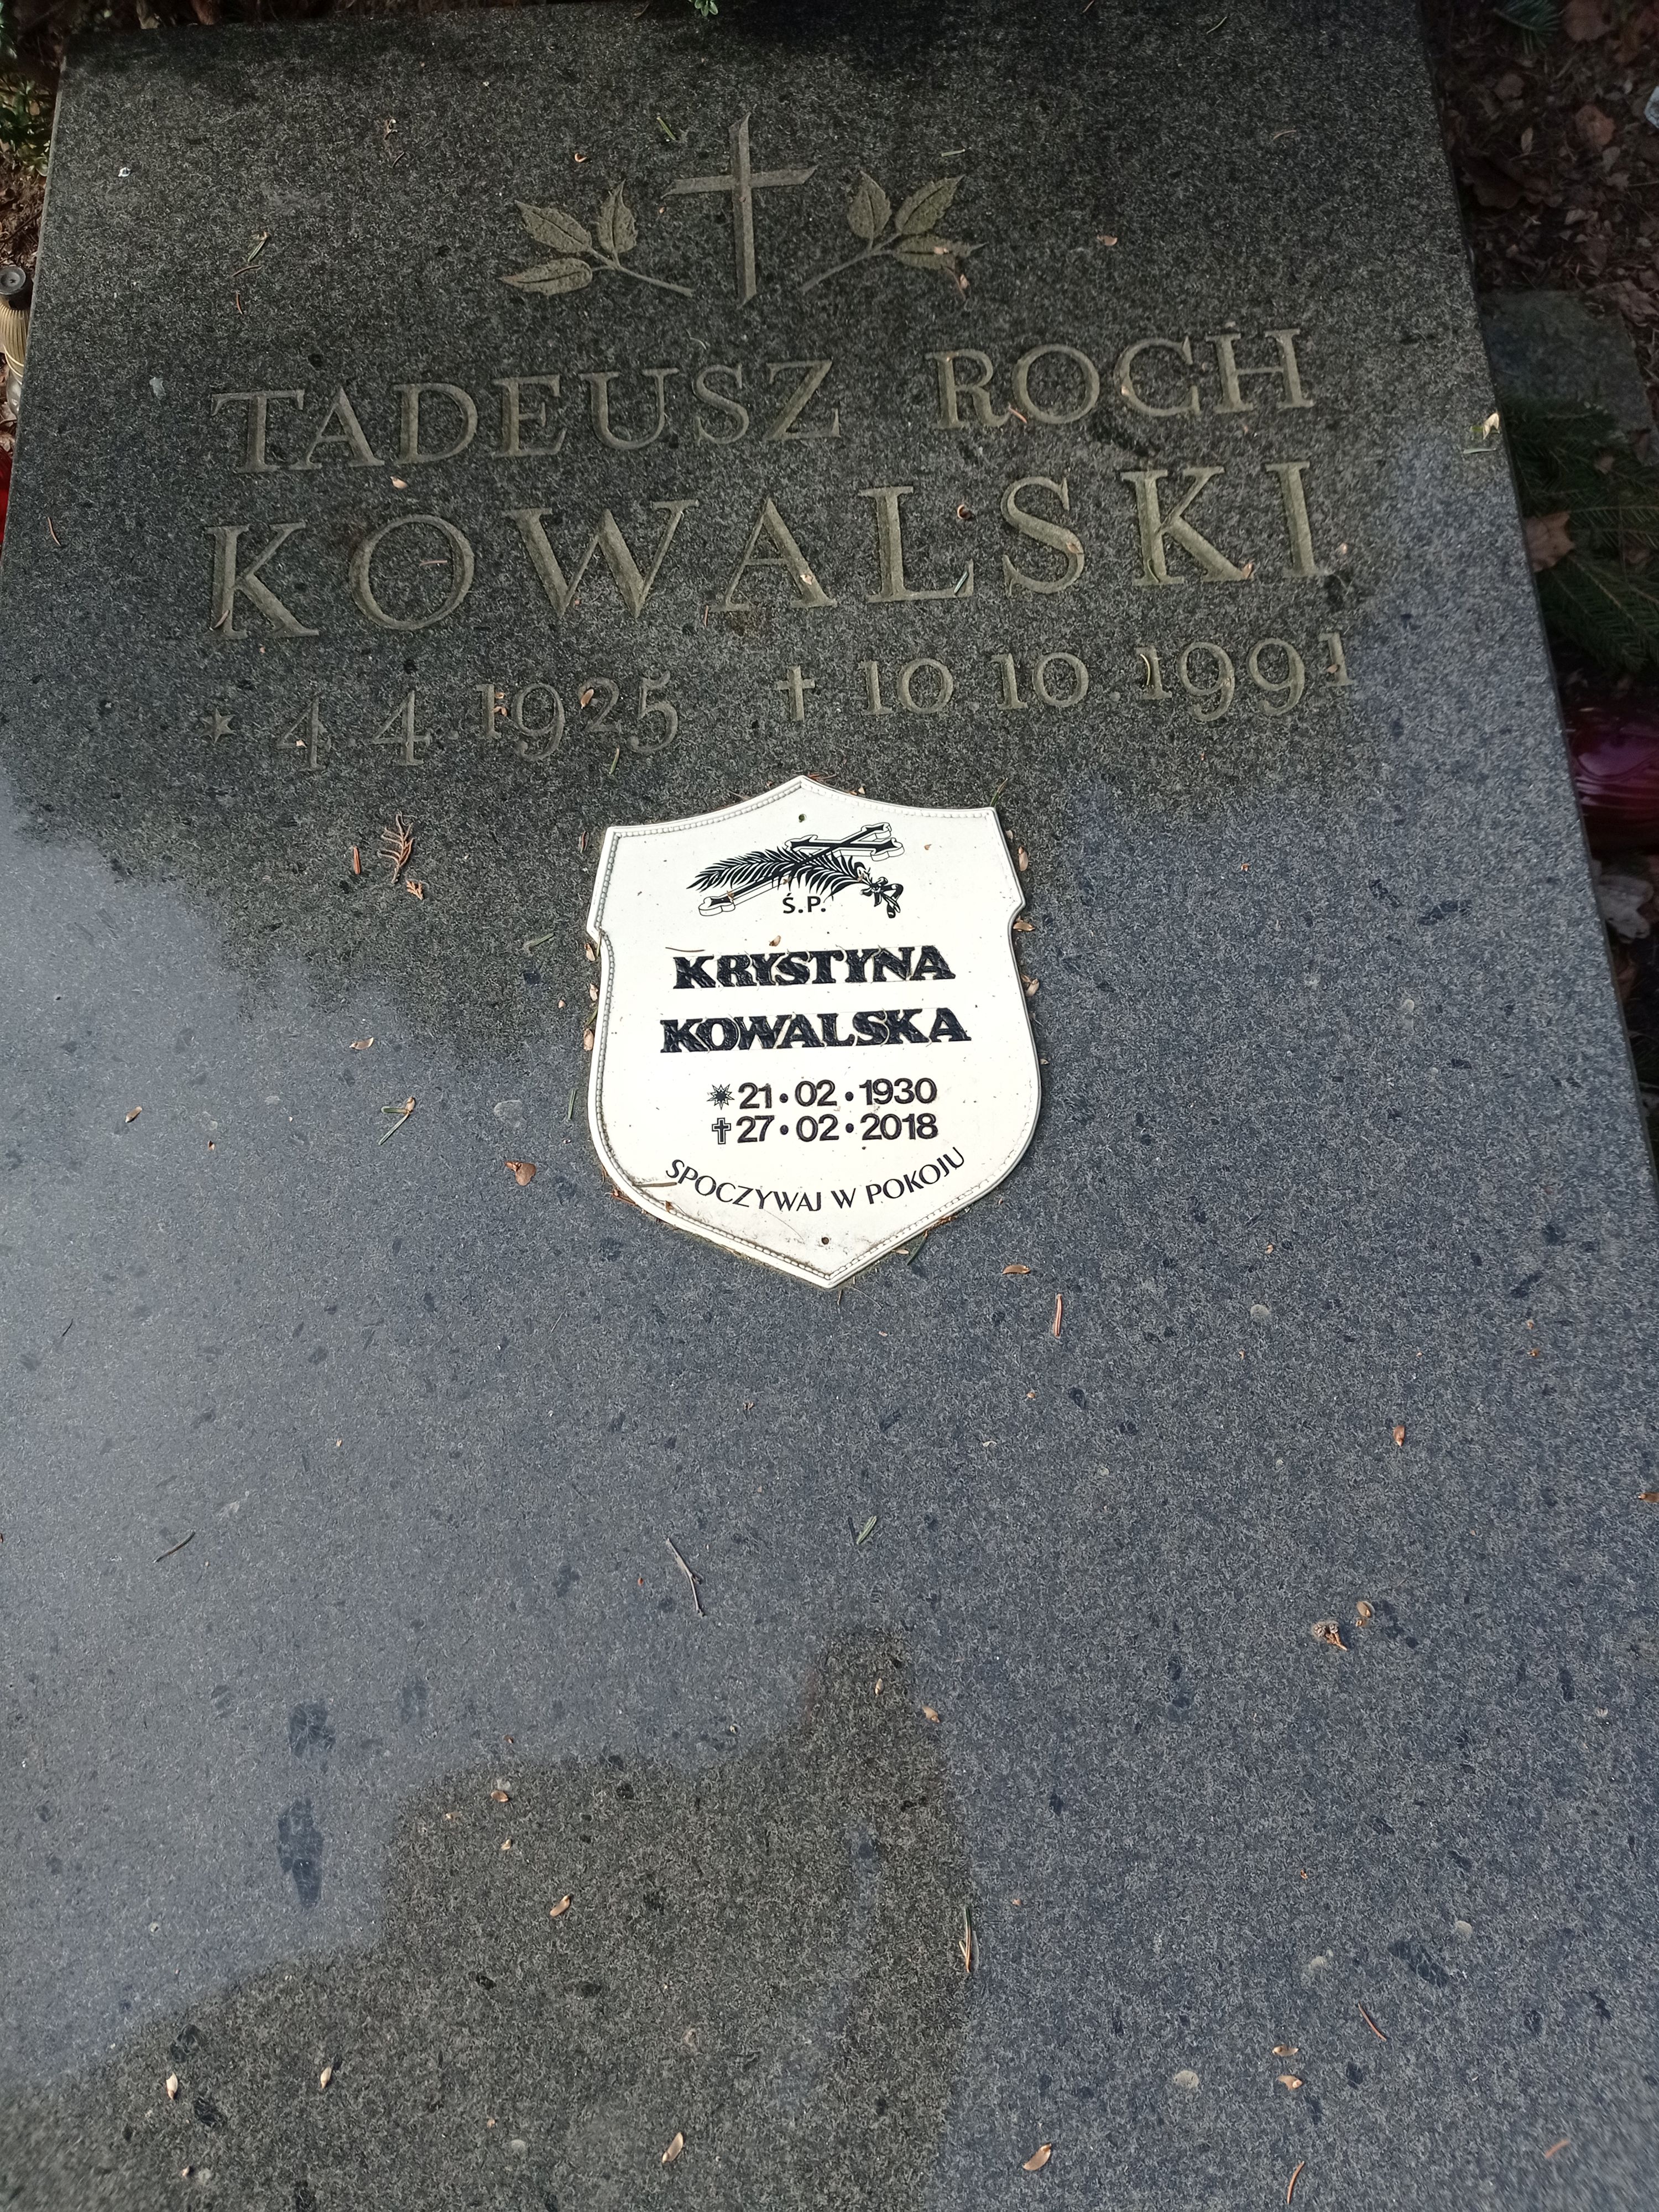 TADEUSZ ROCH
KOWALSKI
* 4.4.1925 † 10 10 1991
Ś.P.
KRYSTYNA
KOWALSKA
21•02•1930
†27•02•2018
SPOCZYWAJ W POKOJU